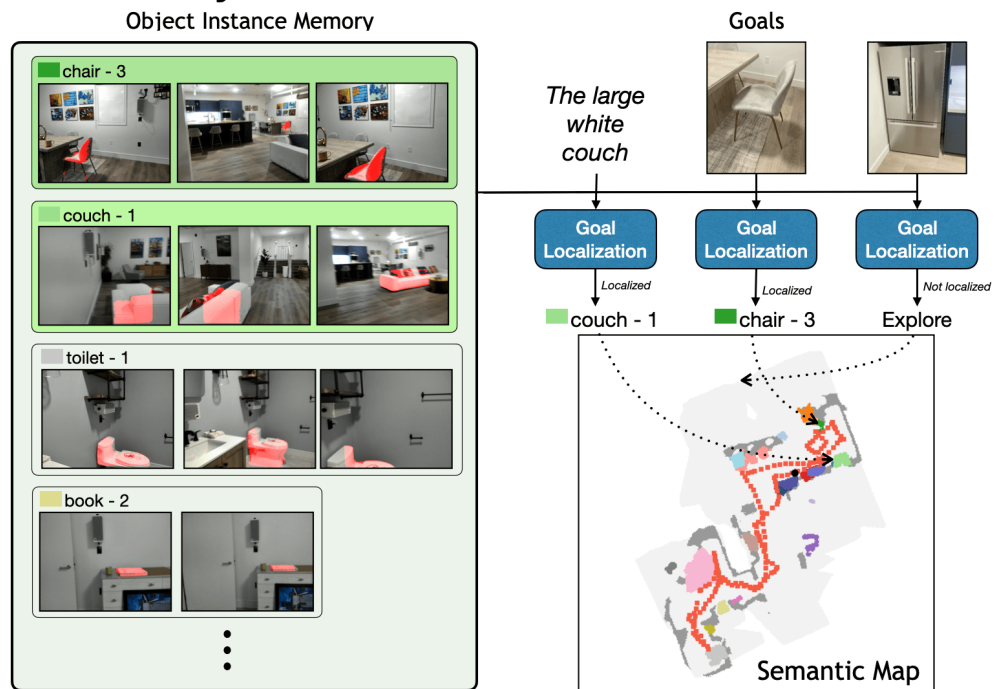 Object Instance Memory
chair - 3
couch - 1
toilet - 1
book - 2
Goals
The large
white
couch
Goal
Localization
Goal
Localization
Goal
Localization
Localized
Localized
Not localized
couch - 1
chair - 3
Explore
Semantic Map